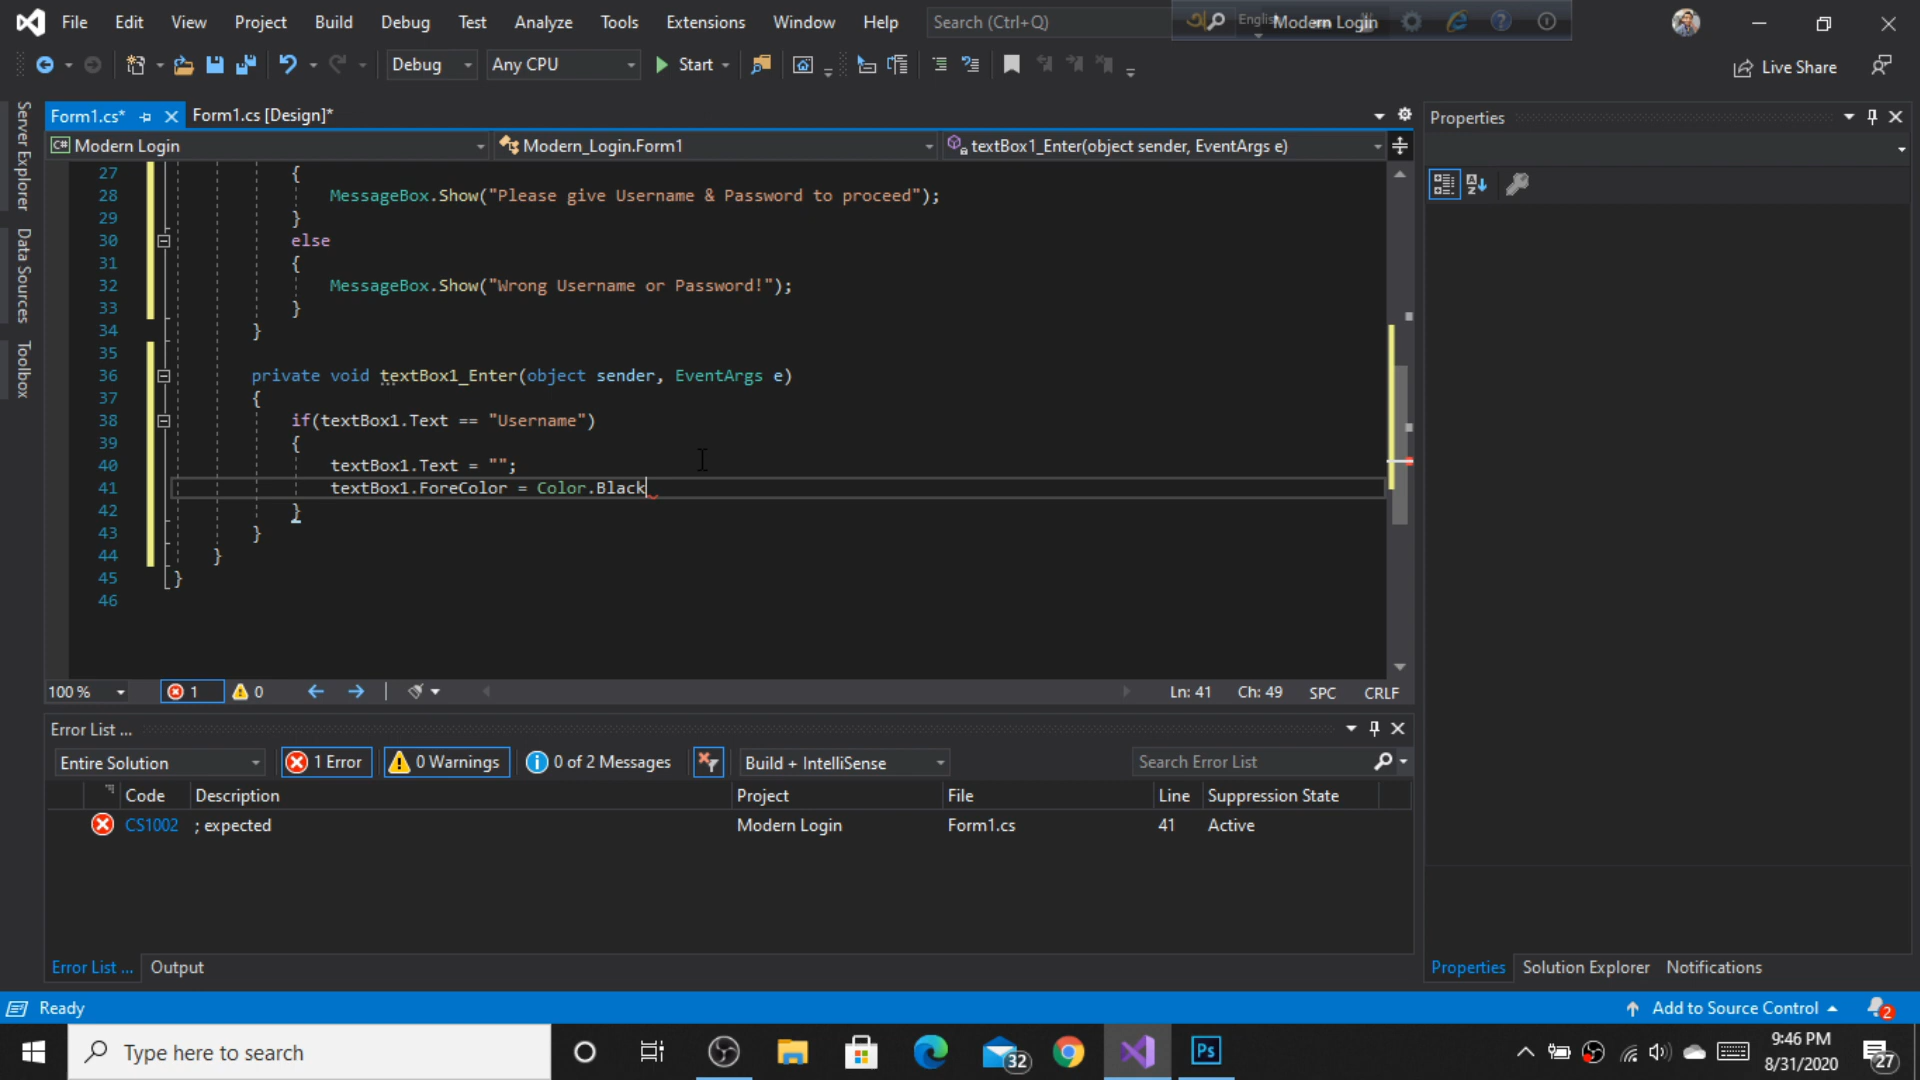 File Edit View Project Build Debug Test Analyze Tools Extensions Window Help Search (Ctrl+Q) Modern Login
Debug Any CPU Start Live Share
Server Explorer
Data Sources
Toolbox
Form1.cs* Form1.cs [Design]*
C# Modern Login Modern_Login.Form1 textBox1_Enter(object sender, EventArgs e)
27 {
28 MessageBox.Show("Please give Username & Password to proceed");
29 }
30 else
31 {
32 MessageBox.Show("Wrong Username or Password!");
33 }
34 }
35
36 private void textBox1_Enter(object sender, EventArgs e)
37 {
38 if(textBox1.Text == "Username")
39 {
40 textBox1.Text = "";
41 textBox1.ForeColor = Color.Black
42 }
43 }
44 }
45 }
46
100 % 1 0 Ln: 41 Ch: 49 SPC CRLF
Error List ...
Entire Solution 1 Error 0 Warnings 0 of 2 Messages Build + IntelliSense Search Error List
Code Description Project File Line Suppression State
CS1002 ; expected Modern Login Form1.cs 41 Active
Error List ... Output
Properties
Properties Solution Explorer Notifications
Ready Add to Source Control 2
Type here to search 32 Ps 9:46 PM
8/31/2020 27